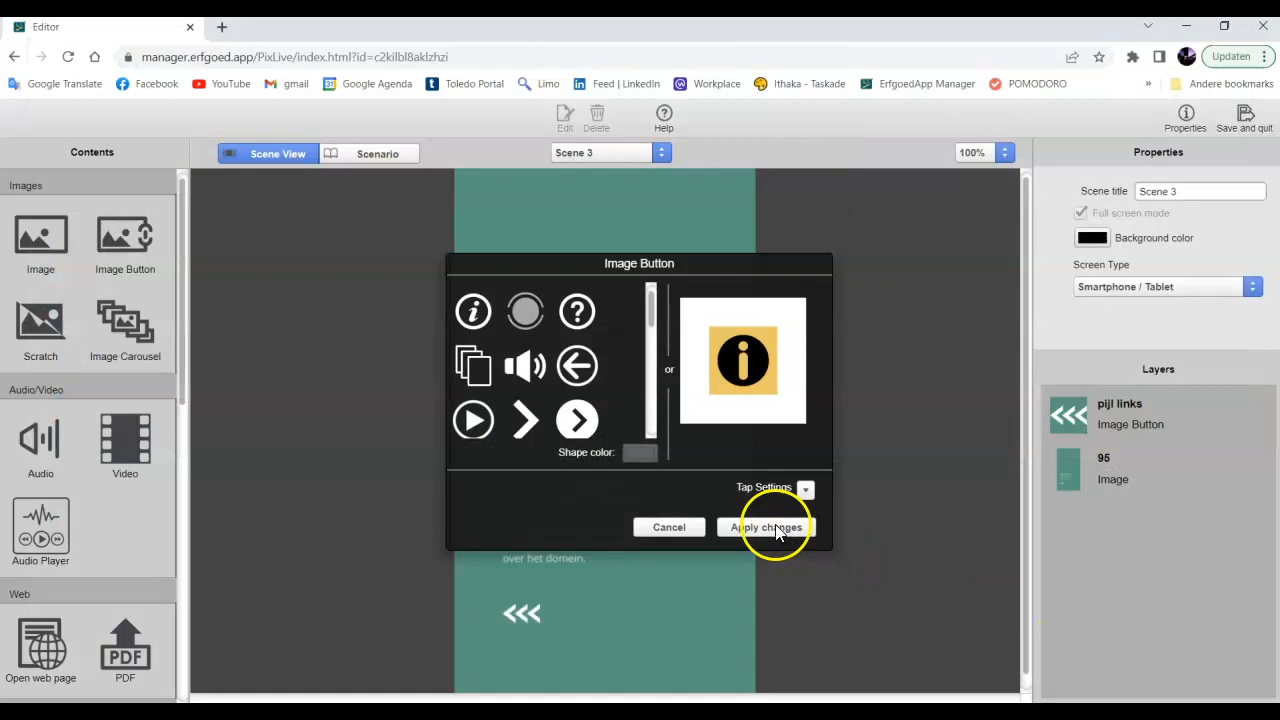 Editor
manager.erfgoed.app/PixLive/index.html?id=c2kilbl8aklzhzi
Updaten
Google Translate
Facebook
YouTube
gmail
Google Agenda
Toledo Portal
Limo
Feed | LinkedIn
Workplace
Ithaka - Taskade
ErfgoedApp Manager
POMODORO
»
Andere bookmarks
Edit
Delete
Help
Properties
Save and quit
Contents
Scene View
Scenario
Scene 3
100%
Properties
Images
Image
Image Button
Scratch
Image Carousel
Audio/Video
Audio
Video
Audio Player
Web
Open web page
PDF
PDF
Image Button
or
Shape color:
Tap Settings
Cancel
Apply changes
over het domein.
Scene title
Scene 3
Full screen mode
Background color
Screen Type
Smartphone / Tablet
Layers
pijl links
Image Button
95
Image